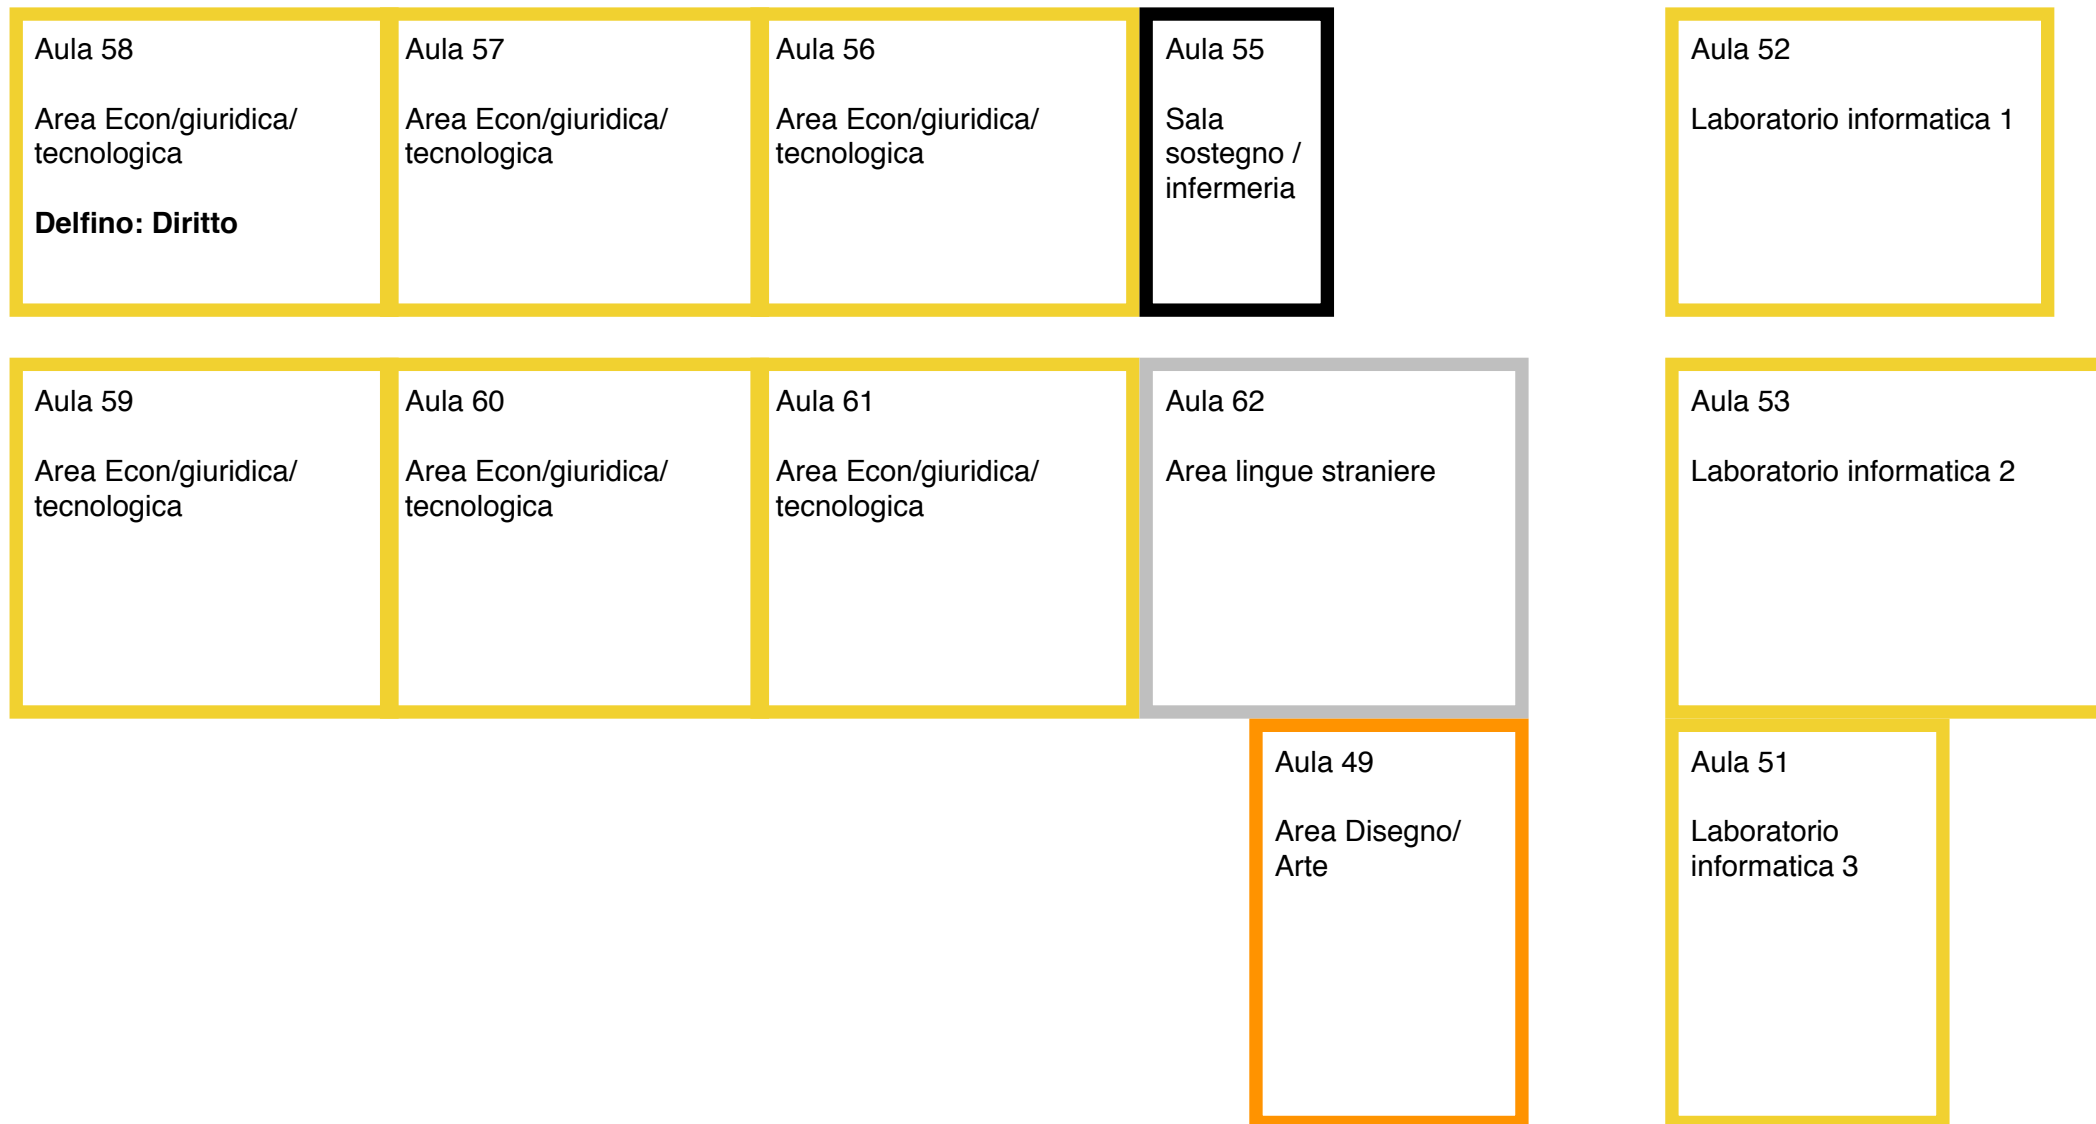 Aula 58
Area Econ/giuridica/
tecnologica
Delfino: Diritto
Aula 57
Area Econ/giuridica/
tecnologica
Aula 56
Area Econ/giuridica/
tecnologica
Aula 55
Sala
sostegno /
infermeria
Aula 52
Laboratorio informatica 1
Aula 59
Area Econ/giuridica/
tecnologica
Aula 60
Area Econ/giuridica/
tecnologica
Aula 61
Area Econ/giuridica/
tecnologica
Aula 62
Area lingue straniere
Aula 53
Laboratorio informatica 2
Aula 49
Area Disegno/
Arte
Aula 51
Laboratorio
informatica 3